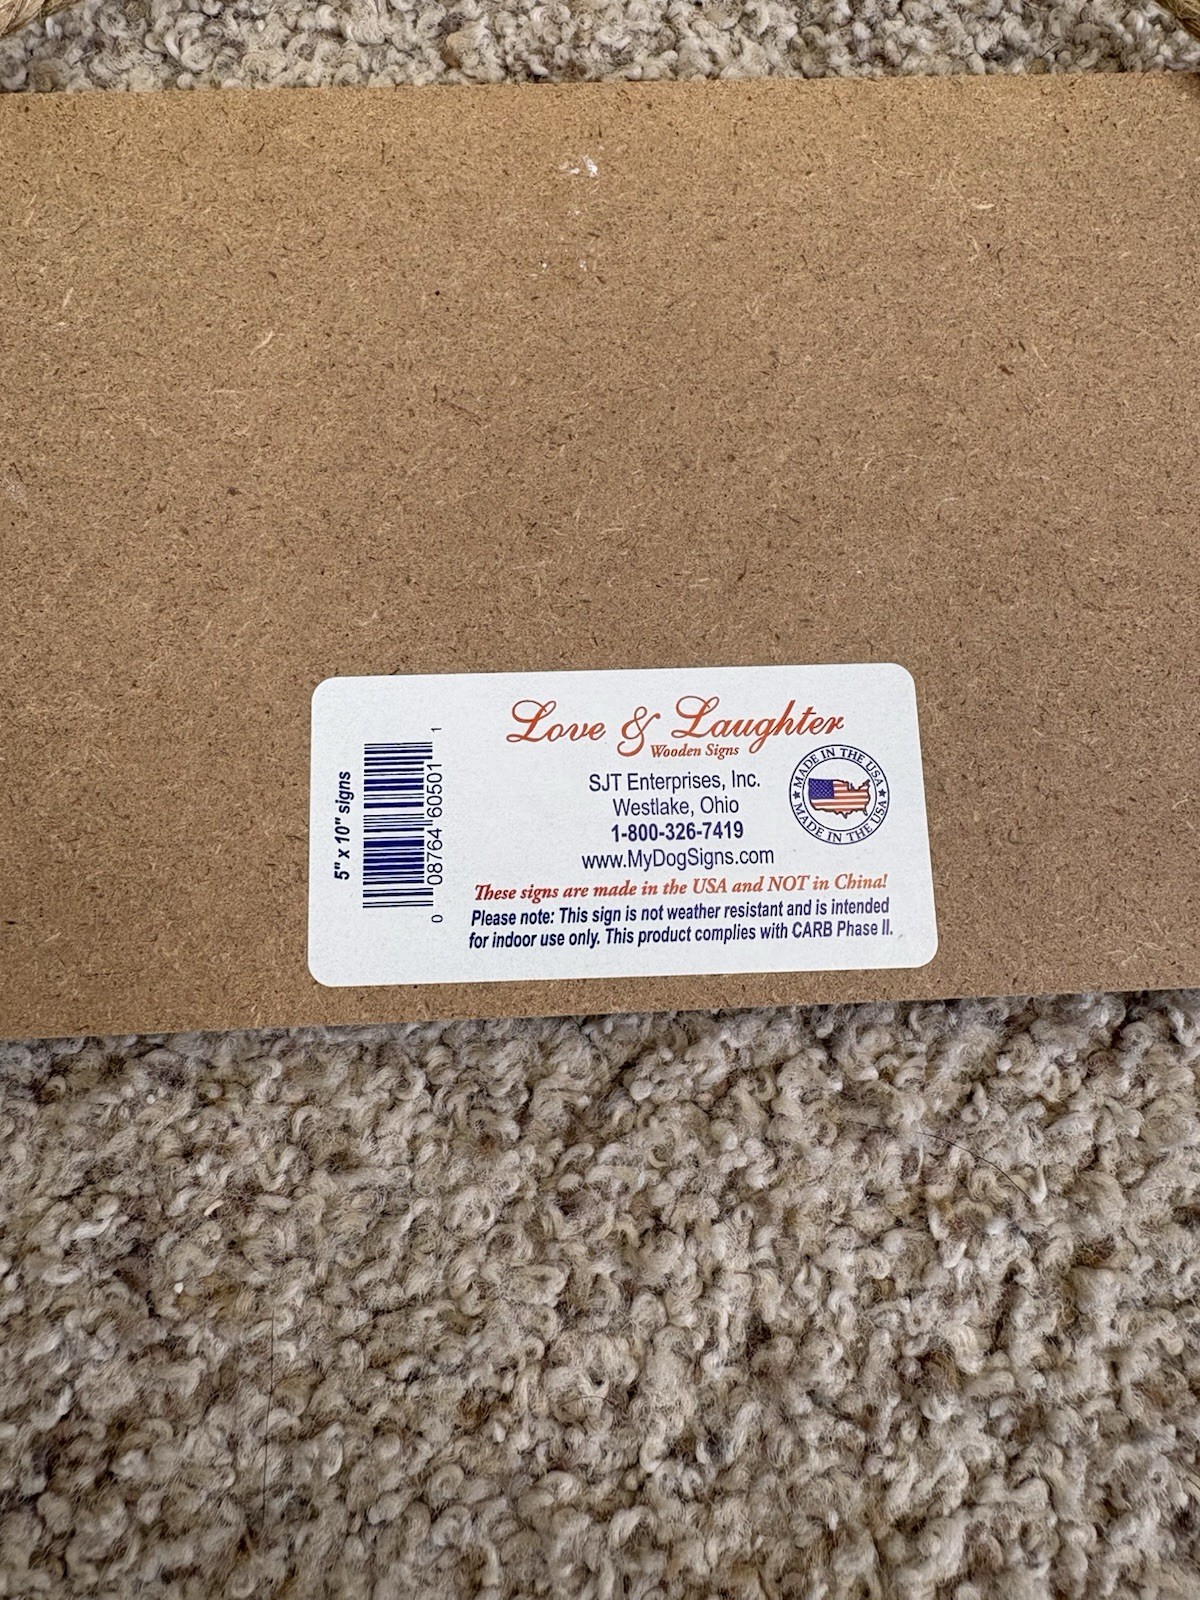 Love & Laughter
Wooden Signs
SJT Enterprises, Inc.
Westlake, Ohio
1-800-326-7419
www.MyDogSigns.com
MADE IN THE USA
MADE IN THE USA
These signs are made in the USA and NOT in China!
Please note: This sign is not weather resistant and is intended
for indoor use only. This product complies with CARB Phase II.
5" x 10" signs
0 08764 60501 1